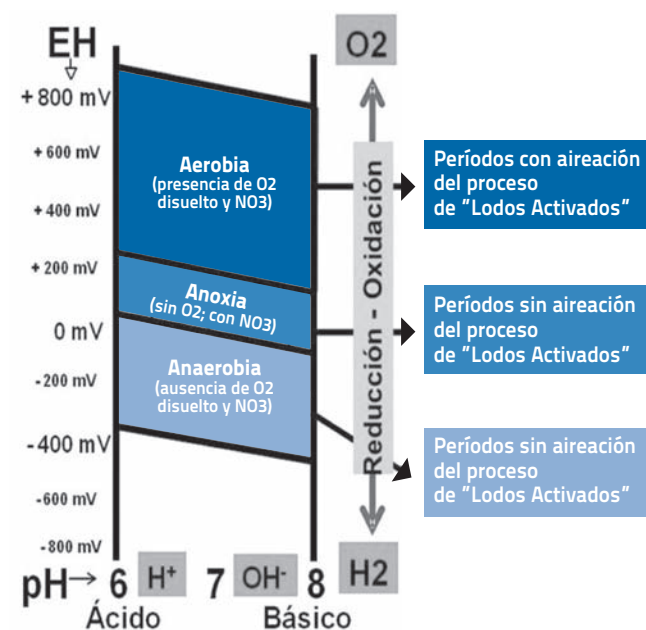 EH
O2
+ 800 mV
+ 600 mV
+ 400 mV
+ 200 mV
0 mV
-200 mV
- 400 mV
-600 mV
-800 mV
Aerobia
(presencia de O2
disuelto y NO3)
Anoxia
(sin O2; con NO3)
Anaerobia
(ausencia de O2
disuelto y NO3)
Reducción - Oxidación
Períodos con aireación
del proceso
de "Lodos Activados"
Períodos sin aireación
del proceso
de "Lodos Activados"
Períodos sin aireación
del proceso
de "Lodos Activados"
pH→ 6 H⁺ 7 OH⁻ 8 H2
Ácido Básico